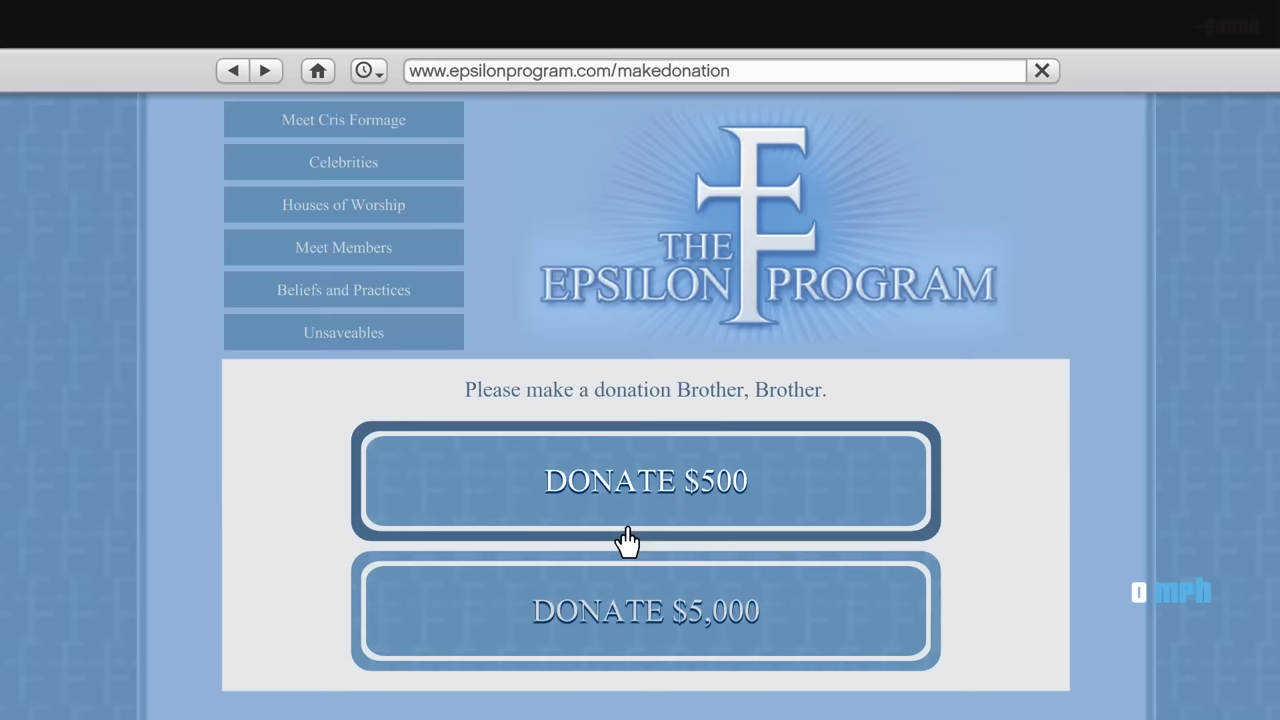 www.epsilonprogram.com/makedonation
Meet Cris Formage
Celebrities
Houses of Worship
Meet Members
Beliefs and Practices
Unsaveables
THE
EPSILON PROGRAM
Please make a donation Brother, Brother.
DONATE $500
DONATE $5,000
0 mph